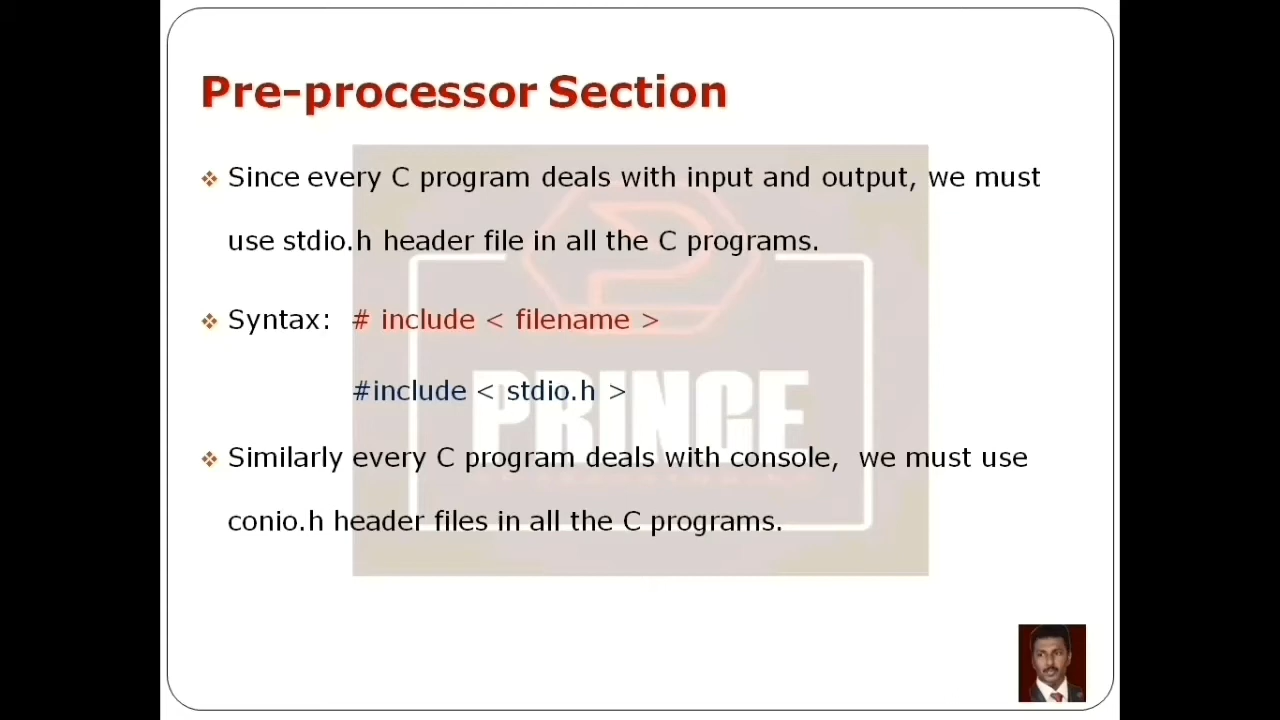 Pre-processor Section
Since every C program deals with input and output, we must
use stdio.h header file in all the C programs.
Syntax: # include < filename >
#include < stdio.h >
PRINCE
Similarly every C program deals with console, we must use
conio.h header files in all the C programs.